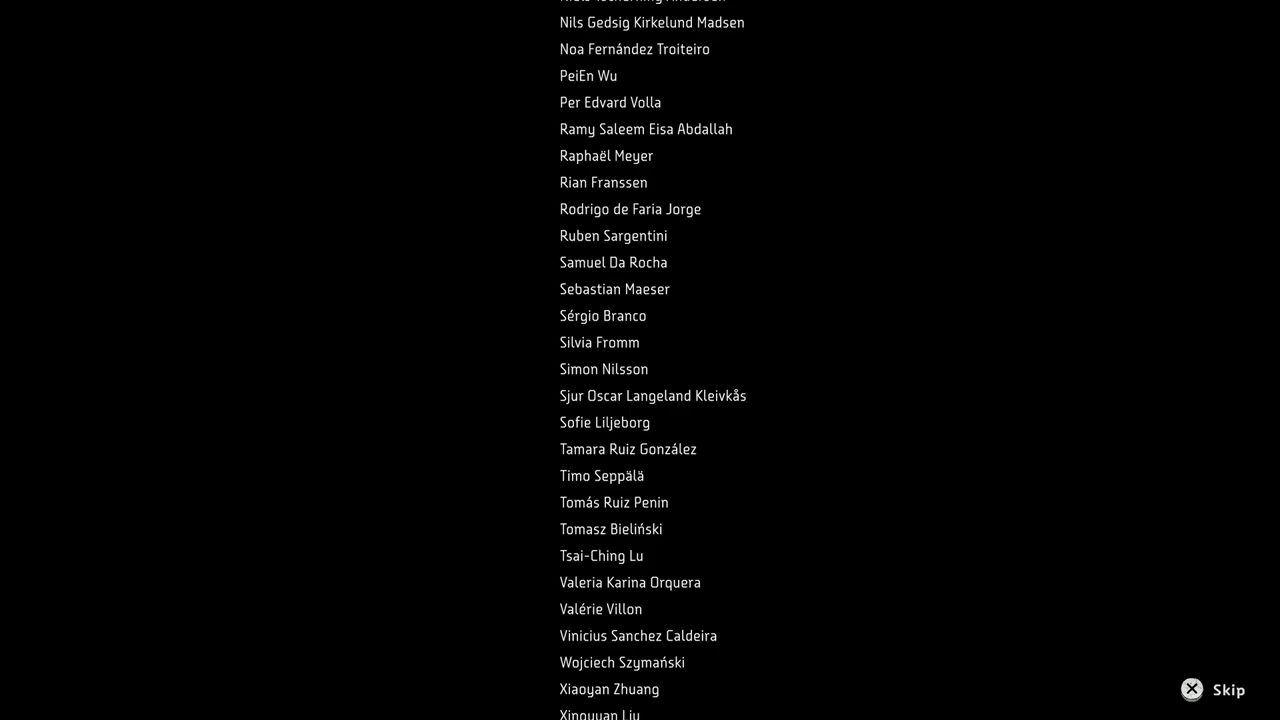 Nils Gedsig Kirkelund Madsen
Noa Fernández Troiteiro
PeiEn Wu
Per Edvard Volla
Ramy Saleem Eisa Abdallah
Raphaël Meyer
Rian Franssen
Rodrigo de Faria Jorge
Ruben Sargentini
Samuel Da Rocha
Sebastian Maeser
Sérgio Branco
Silvia Fromm
Simon Nilsson
Sjur Oscar Langeland Kleivkås
Sofie Liljeborg
Tamara Ruiz González
Timo Seppälä
Tomás Ruiz Penin
Tomasz Bieliński
Tsai-Ching Lu
Valeria Karina Orquera
Valérie Villon
Vinicius Sanchez Caldeira
Wojciech Szymański
Xiaoyan Zhuang
Skip